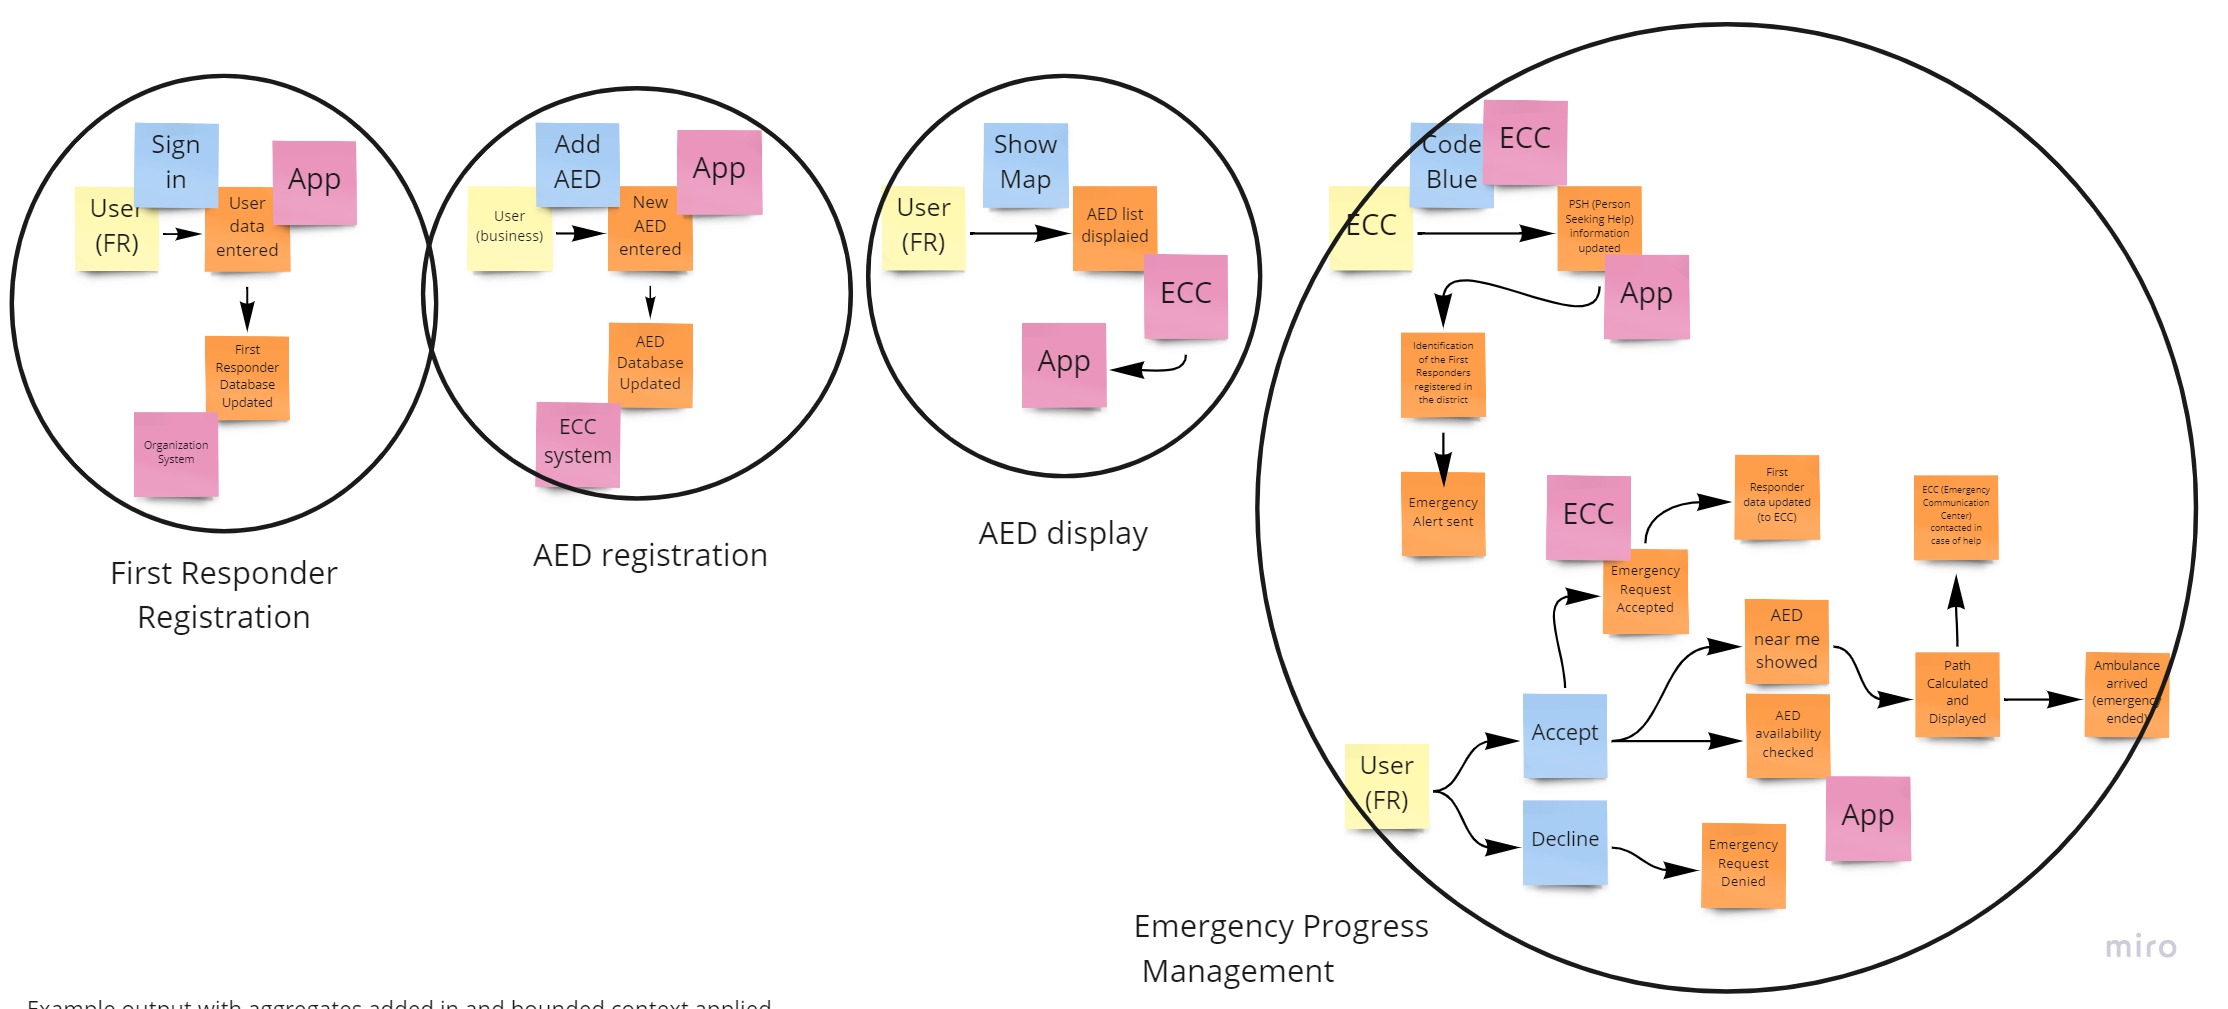 Sign
in
App
User
(FR)
User
data
entered
First
Responder
Database
Updated
Organization
System
First Responder
Registration
Add
AED
App
User
(business)
New
AED
entered
AED
Database
Updated
ECC
system
AED registration
Show
Map
User
(FR)
AED list
displaied
ECC
App
AED display
Code
Blue
ECC
ECC
PSH (Person
Seeking Help)
information
updated
App
Identification
of the First
Responders
registered in
the district
Emergency
Alert sent
ECC
First
Responder
data updated
(to ECC)
ECC (Emergency
Communication
Center)
contacted in
case of help
Emergency
Request
Accepted
AED
near me
showed
Path
Calculated
and
Displayed
Ambulance
arrived
(emergency
ended)
Accept
AED
availability
checked
User
(FR)
App
Decline
Emergency
Request
Denied
Emergency Progress
Management
miro
Example output with aggregates added in and bounded context applied